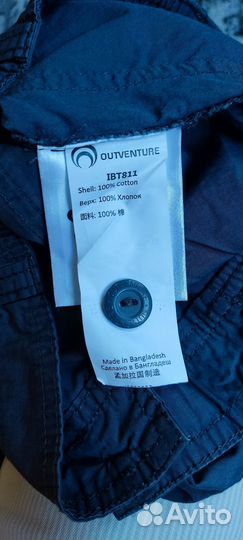 OUTVENTURE
IBT811
Shell: 100% cotton
Верх: 100% Хлопок
面料: 100% 棉
Made in Bangladesh
Сделано в Бангладеш
孟加拉国制造
Avito